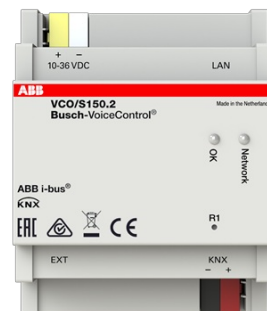 + −
10-36 VDC
LAN
ABB
VCO/S150.2
Busch-VoiceControl®
Made in the Netherlands
OK
Network
ABB i-bus®
KNX
EAC
CE
R1
EXT
KNX
− +